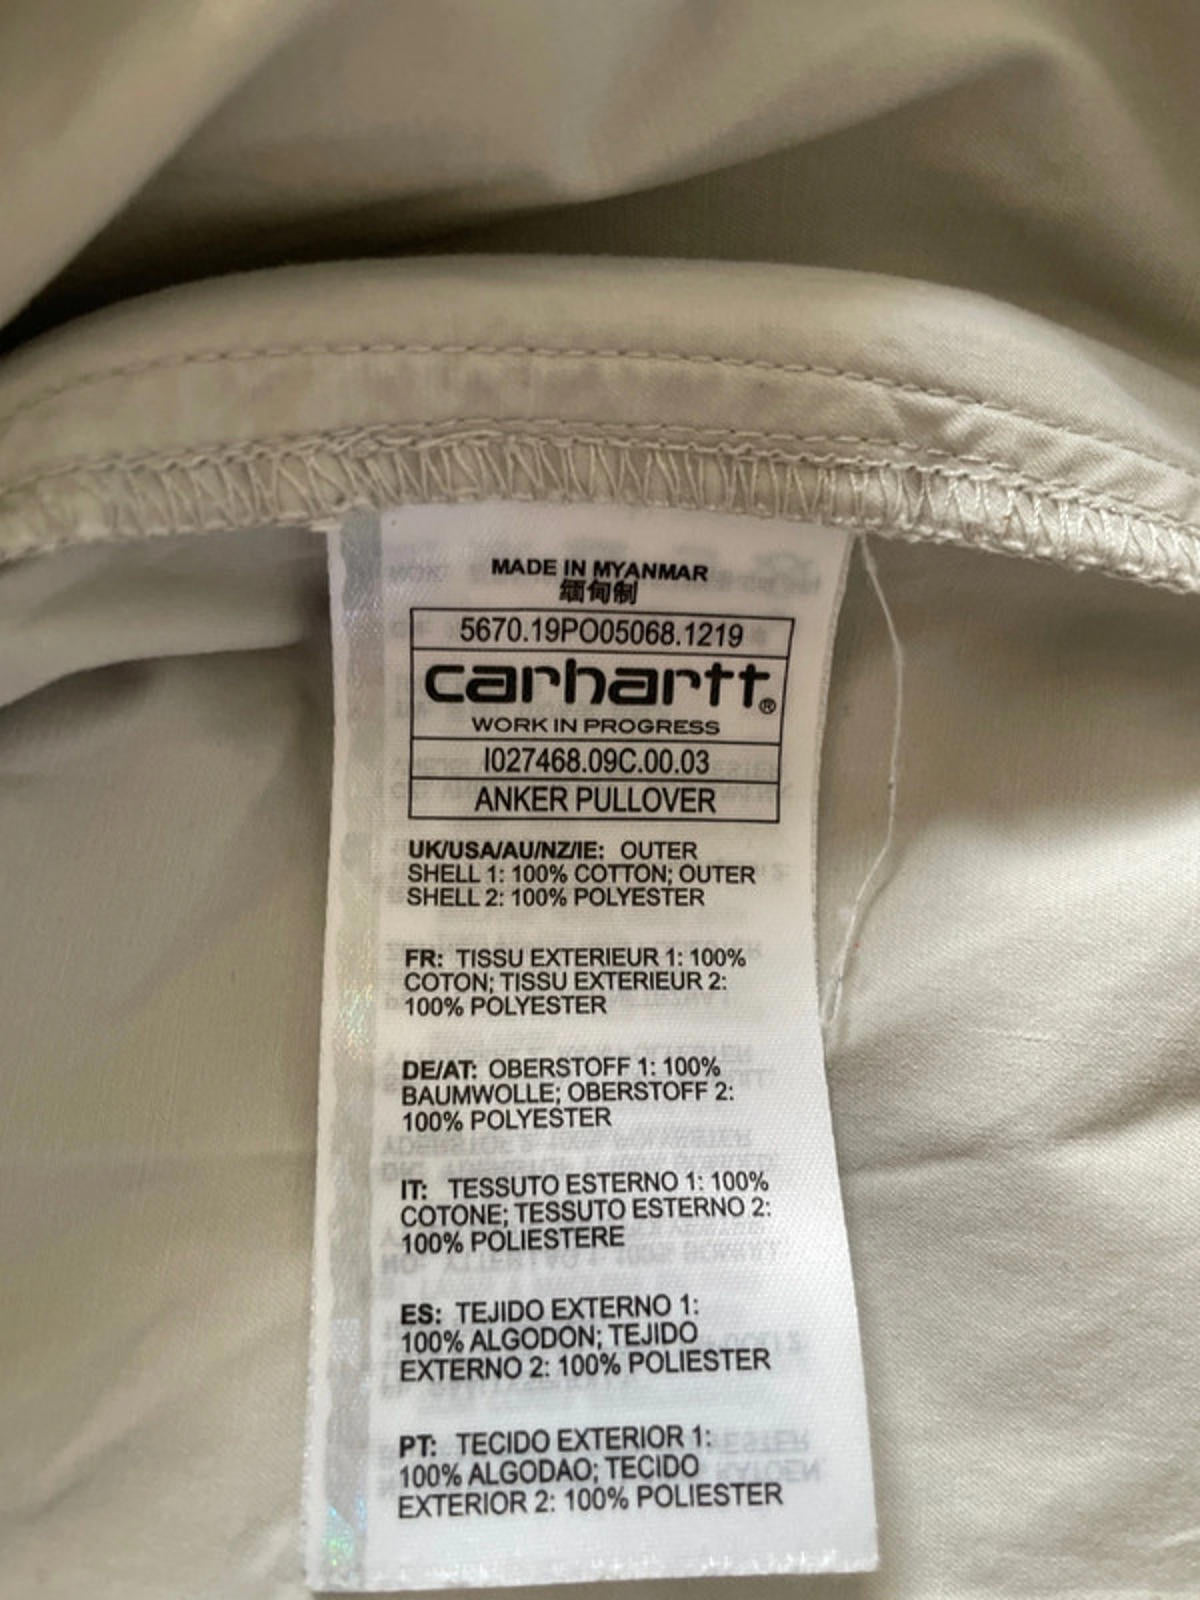 MADE IN MYANMAR
缅甸制
5670.19PO05068.1219
carhartt®
WORK IN PROGRESS
I027468.09C.00.03
ANKER PULLOVER
UK/USA/AU/NZ/IE: OUTER
SHELL 1: 100% COTTON; OUTER
SHELL 2: 100% POLYESTER
FR: TISSU EXTERIEUR 1: 100%
COTON; TISSU EXTERIEUR 2:
100% POLYESTER
DE/AT: OBERSTOFF 1: 100%
BAUMWOLLE; OBERSTOFF 2:
100% POLYESTER
IT: TESSUTO ESTERNO 1: 100%
COTONE; TESSUTO ESTERNO 2:
100% POLIESTERE
ES: TEJIDO EXTERNO 1:
100% ALGODON; TEJIDO
EXTERNO 2: 100% POLIESTER
PT: TECIDO EXTERIOR 1:
100% ALGODAO; TECIDO
EXTERIOR 2: 100% POLIESTER